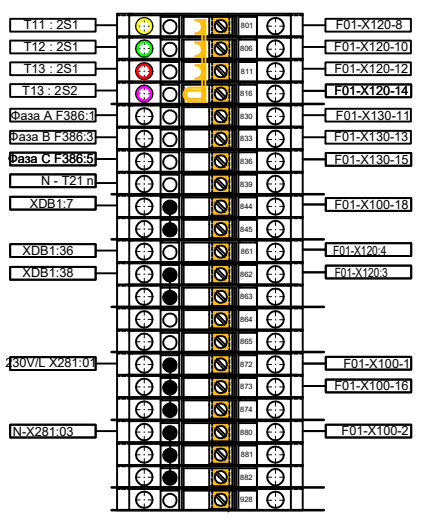 T11 : 2S1 801 F01-X120-8
T12 : 2S1 806 F01-X120-10
T13 : 2S1 811 F01-X120-12
T13 : 2S2 816 F01-X120-14
Фаза А F386:1 830 F01-X130-11
Фаза В F386:3 833 F01-X130-13
Фаза С F386:5 836 F01-X130-15
N - T21 n 839
XDB1:7 844 F01-X100-18
845
XDB1:36 861 F01-X120:4
XDB1:38 862 F01-X120:3
863
864
865
230V/L X281:01 872 F01-X100-1
873 F01-X100-16
874
N-X281:03 880 F01-X100-2
881
882
928